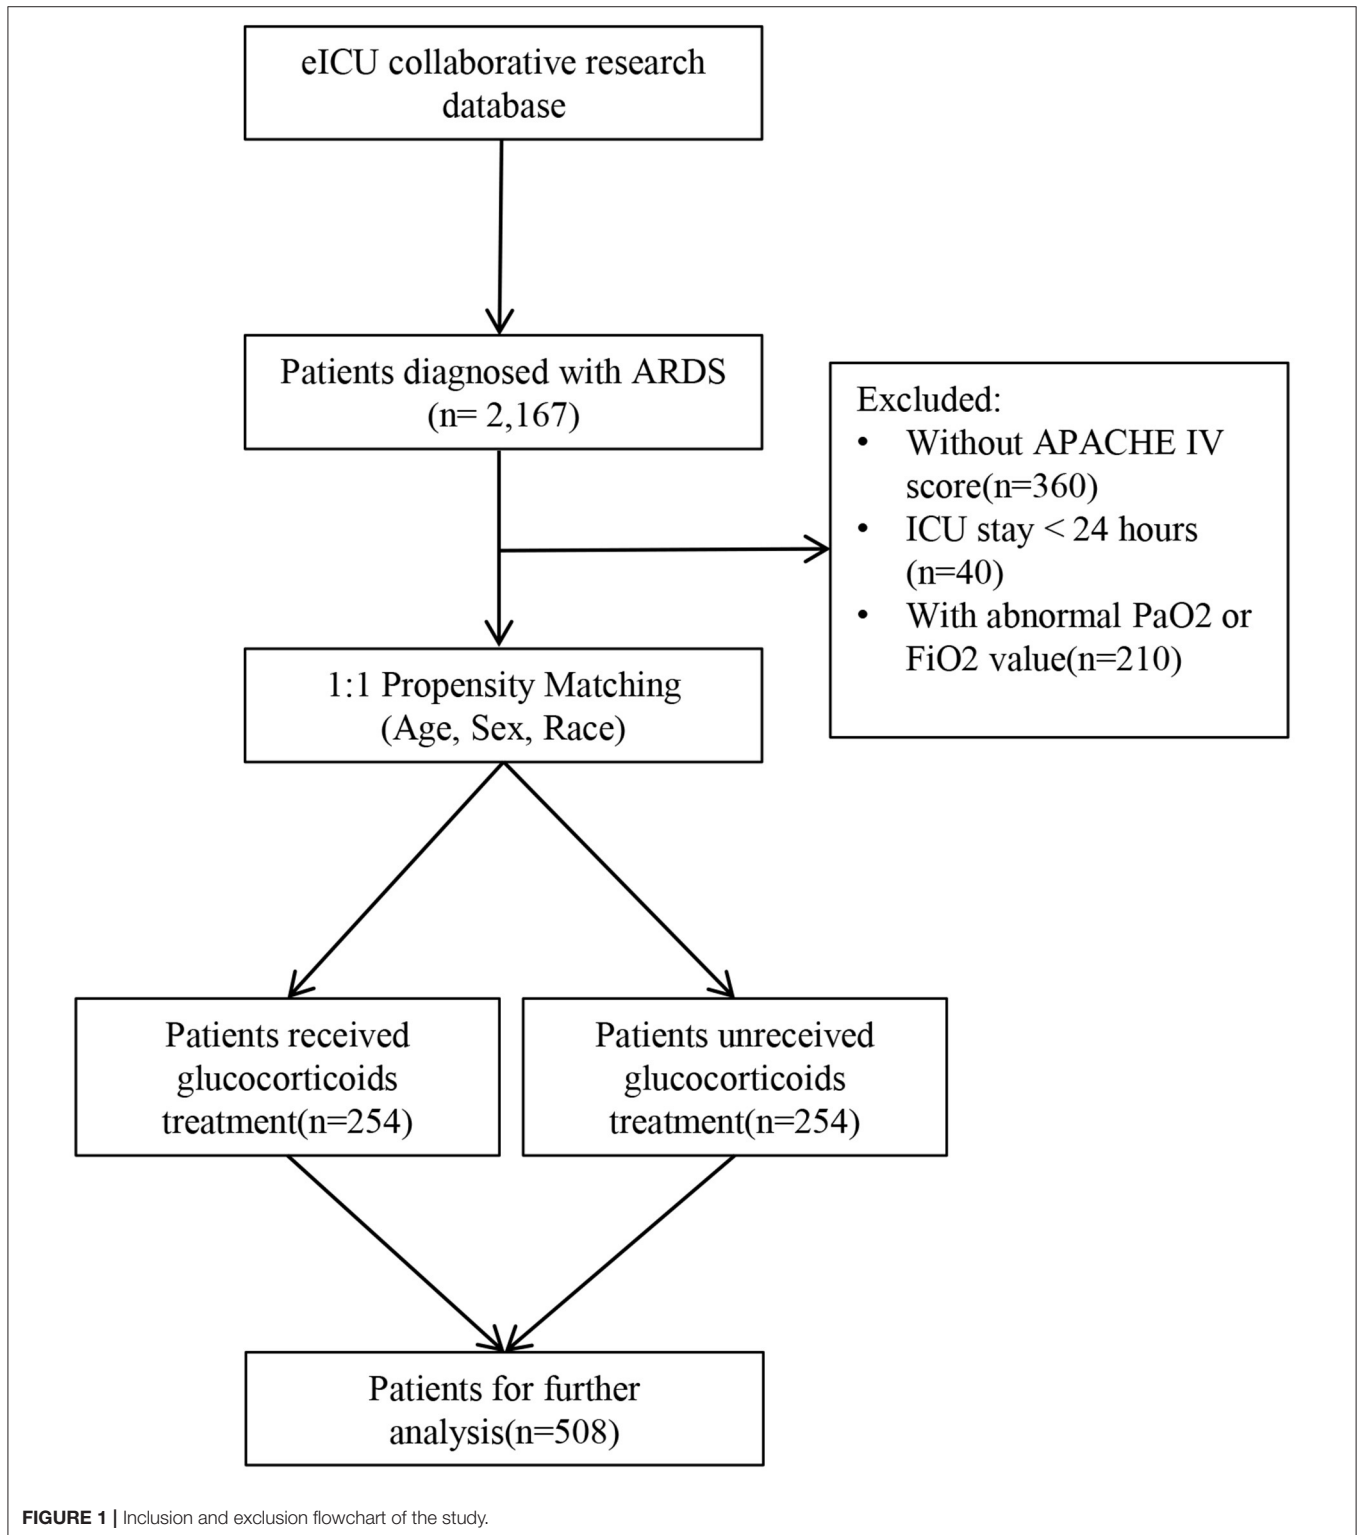 eICU collaborative research
database
Patients diagnosed with ARDS
(n= 2,167)
Excluded:
• Without APACHE IV
score(n=360)
• ICU stay < 24 hours
(n=40)
• With abnormal PaO2 or
FiO2 value(n=210)
1:1 Propensity Matching
(Age, Sex, Race)
Patients received
glucocorticoids
treatment(n=254)
Patients unreceived
glucocorticoids
treatment(n=254)
Patients for further
analysis(n=508)
FIGURE 1 | Inclusion and exclusion flowchart of the study.